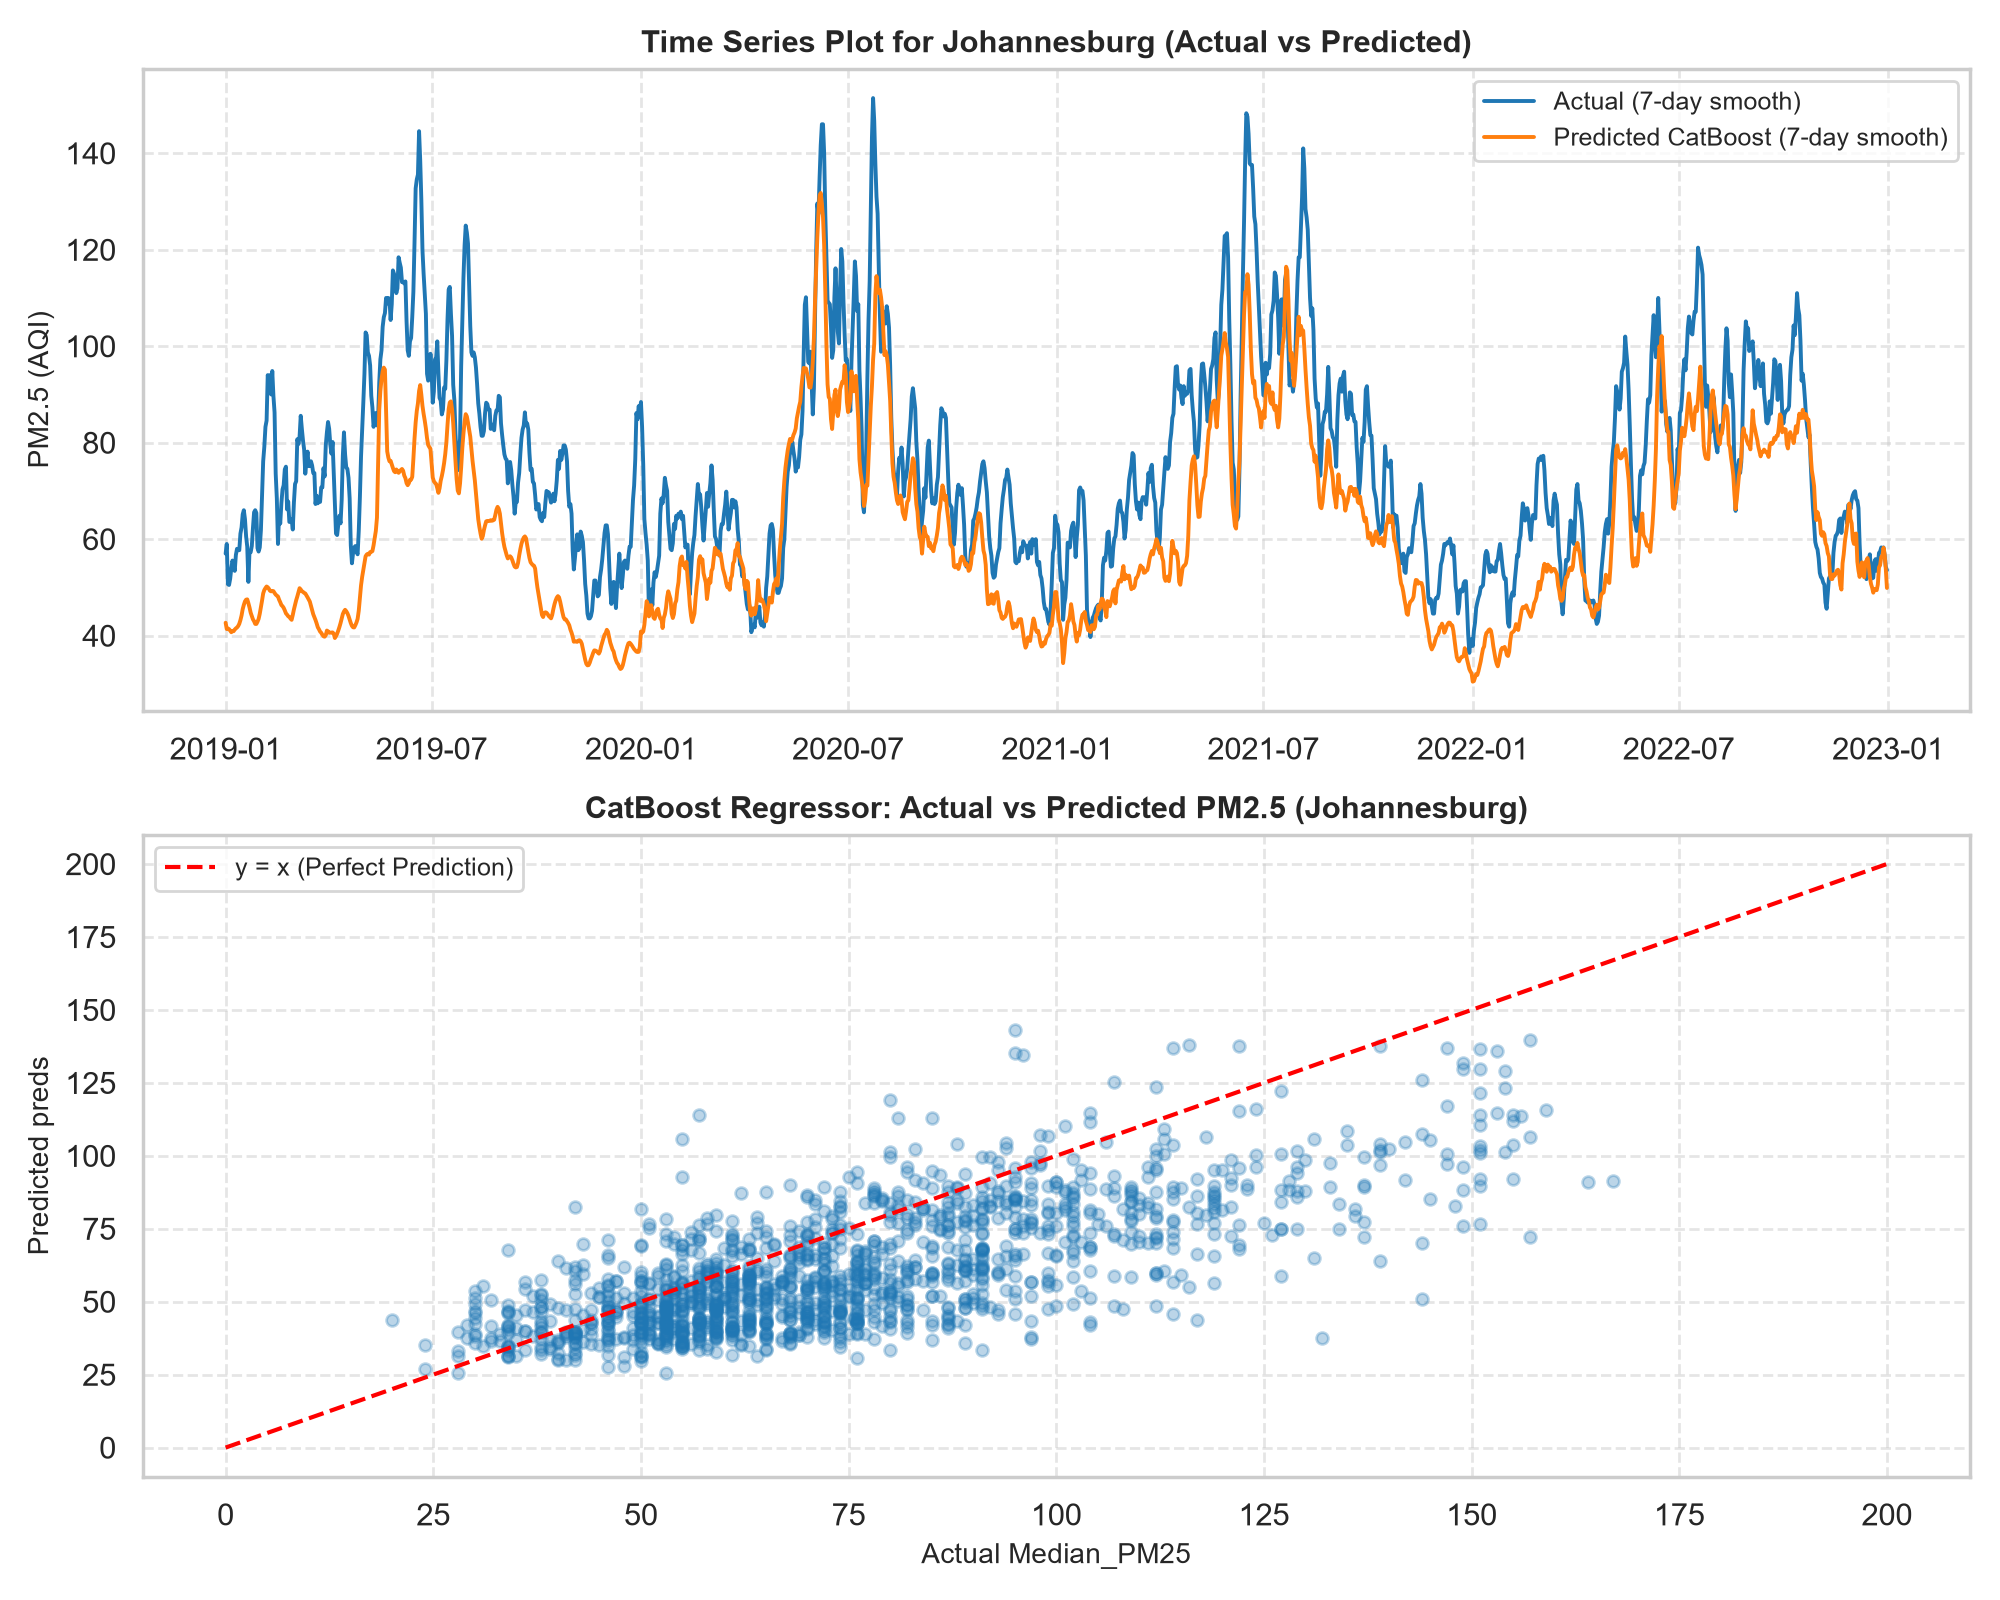 Time Series Plot for Johannesburg (Actual vs Predicted)
Actual (7-day smooth)
Predicted CatBoost (7-day smooth)
PM2.5 (AQI)
140
120
100
80
60
40
2019-01 2019-07 2020-01 2020-07 2021-01 2021-07 2022-01 2022-07 2023-01
CatBoost Regressor: Actual vs Predicted PM2.5 (Johannesburg)
y = x (Perfect Prediction)
Predicted preds
200
175
150
125
100
75
50
25
0
0 25 50 75 100 125 150 175 200
Actual Median_PM25